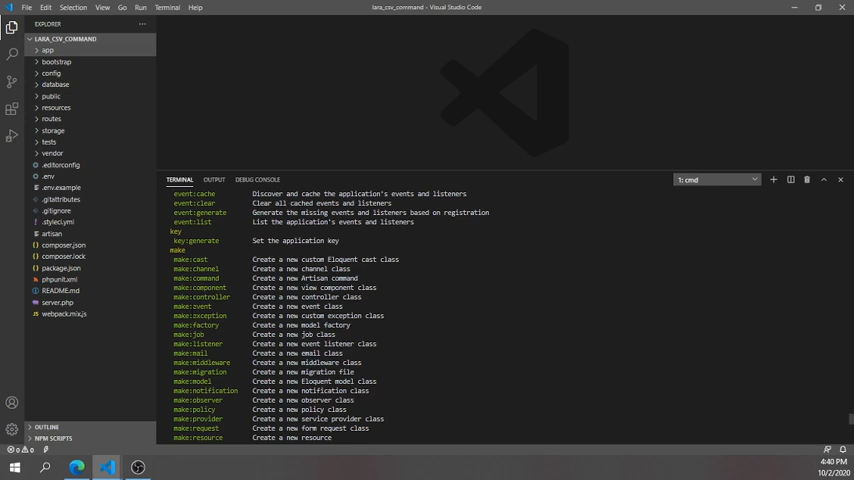 File Edit Selection View Go Run Terminal Help
lara_csv_command - Visual Studio Code
EXPLORER
LARA_CSV_COMMAND
app
bootstrap
config
database
public
resources
routes
storage
tests
vendor
.editorconfig
.env
.env.example
.gitattributes
.gitignore
.styleci.yml
artisan
composer.json
composer.lock
package.json
phpunit.xml
README.md
server.php
webpack.mix.js
OUTLINE
NPM SCRIPTS
TERMINAL OUTPUT DEBUG CONSOLE
1: cmd
event:cache Discover and cache the application's events and listeners
event:clear Clear all cached events and listeners
event:generate Generate the missing events and listeners based on registration
event:list List the application's events and listeners
key
key:generate Set the application key
make
make:cast Create a new custom Eloquent cast class
make:channel Create a new channel class
make:command Create a new Artisan command
make:component Create a new view component class
make:controller Create a new controller class
make:event Create a new event class
make:exception Create a new custom exception class
make:factory Create a new model factory
make:job Create a new job class
make:listener Create a new event listener class
make:mail Create a new email class
make:middleware Create a new middleware class
make:migration Create a new migration file
make:model Create a new Eloquent model class
make:notification Create a new notification class
make:observer Create a new observer class
make:policy Create a new policy class
make:provider Create a new service provider class
make:request Create a new form request class
make:resource Create a new resource
0 0
4:40 PM
10/2/2020